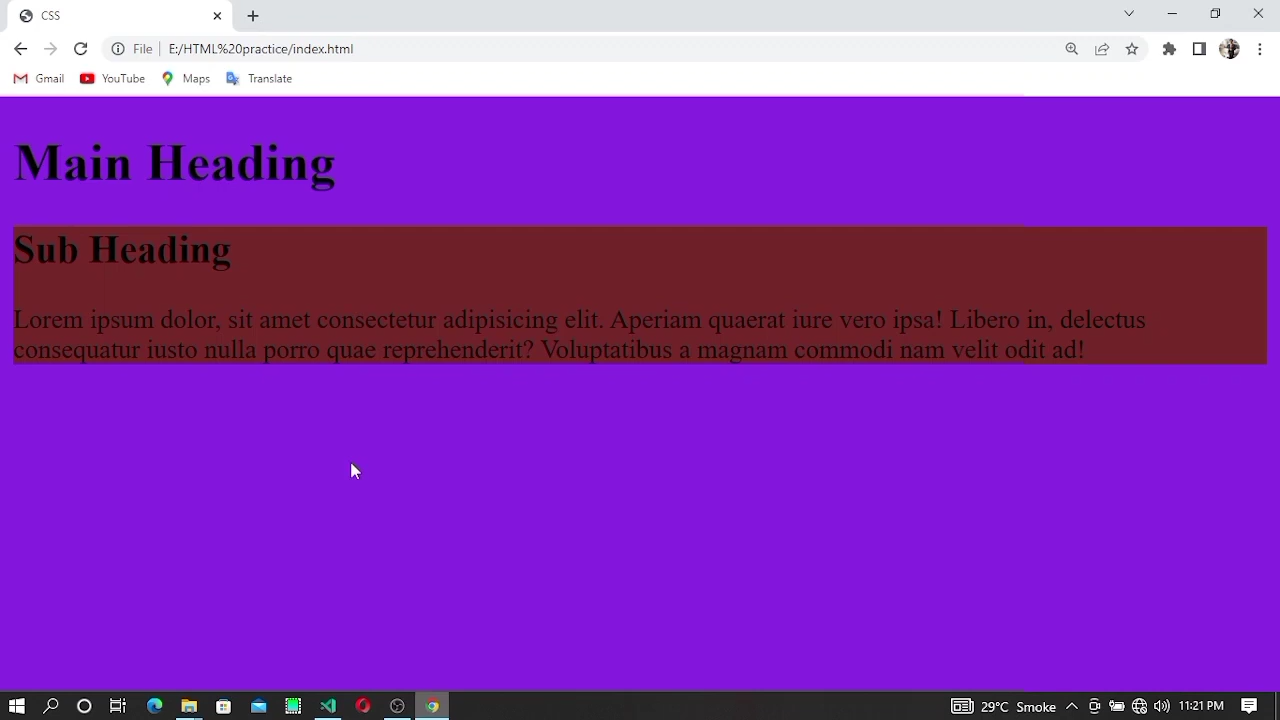 CSS
File E:/HTML%20practice/index.html
Gmail YouTube Maps Translate
Main Heading
Sub Heading
Lorem ipsum dolor, sit amet consectetur adipisicing elit. Aperiam quaerat iure vero ipsa! Libero in, delectus
consequatur iusto nulla porro quae reprehenderit? Voluptatibus a magnam commodi nam velit odit ad!
29°C Smoke 11:21 PM